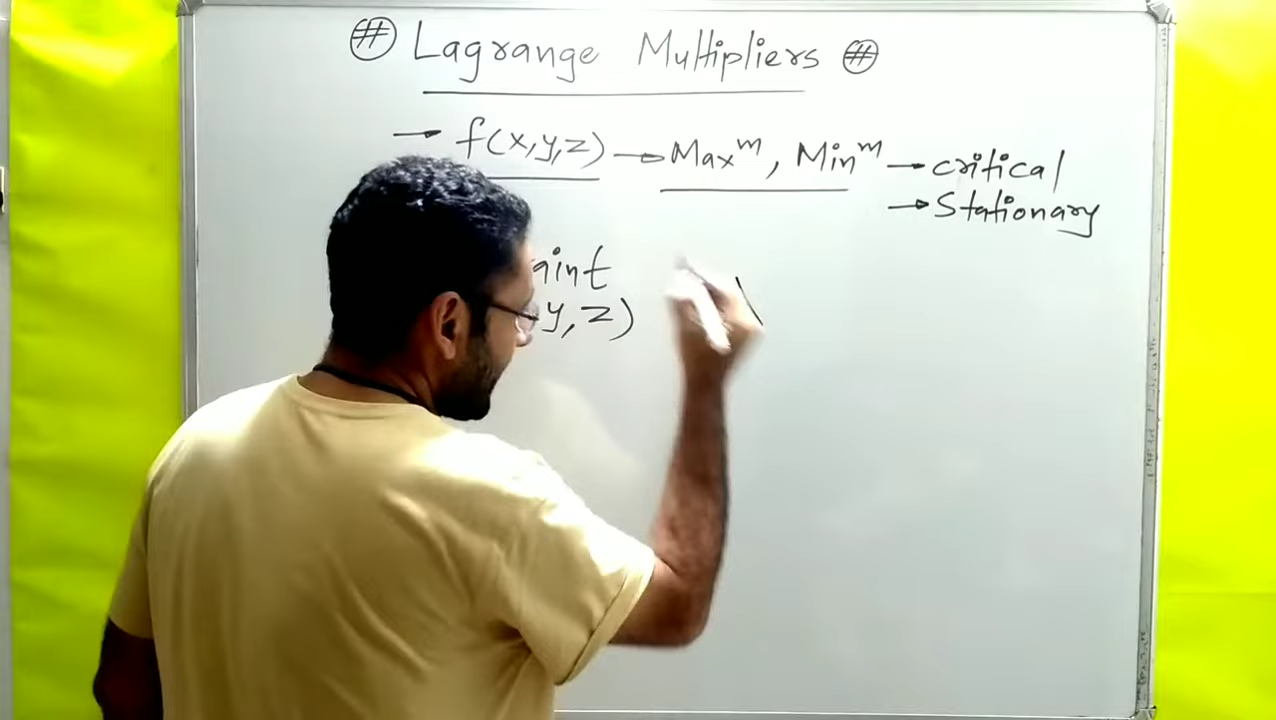 # Lagrange Multipliers #
→ f(x,y,z) → Maxᵐ, Minᵐ → critical
→ Stationary
aint
y,z)